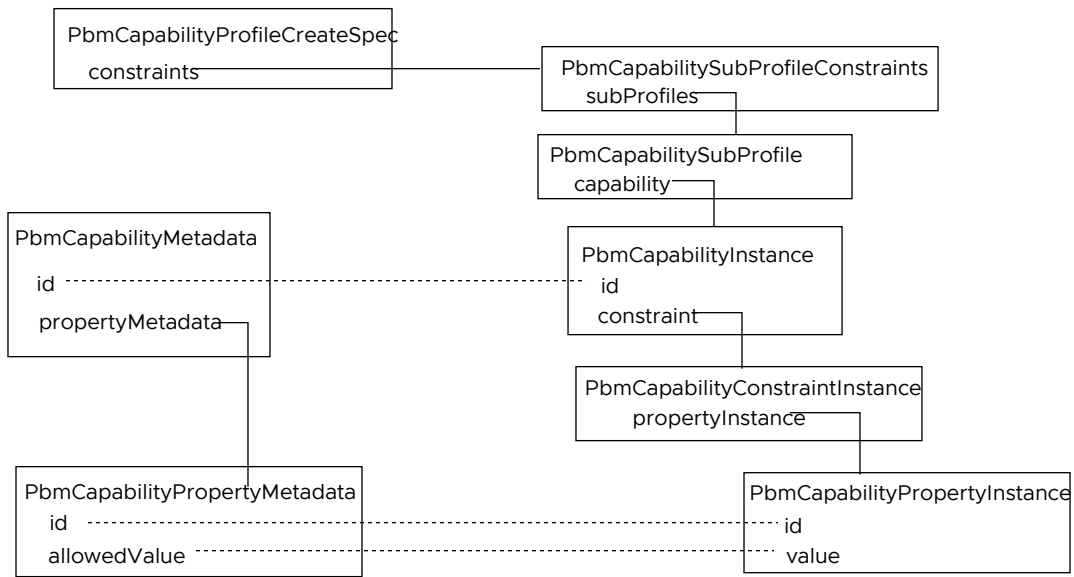 PbmCapabilityProfileCreateSpec
constraints
PbmCapabilitySubProfileConstraints
subProfiles
PbmCapabilitySubProfile
capability
PbmCapabilityMetadata
id
propertyMetadata
PbmCapabilityInstance
id
constraint
PbmCapabilityConstraintInstance
propertyInstance
PbmCapabilityPropertyMetadata
id
allowedValue
PbmCapabilityPropertyInstance
id
value